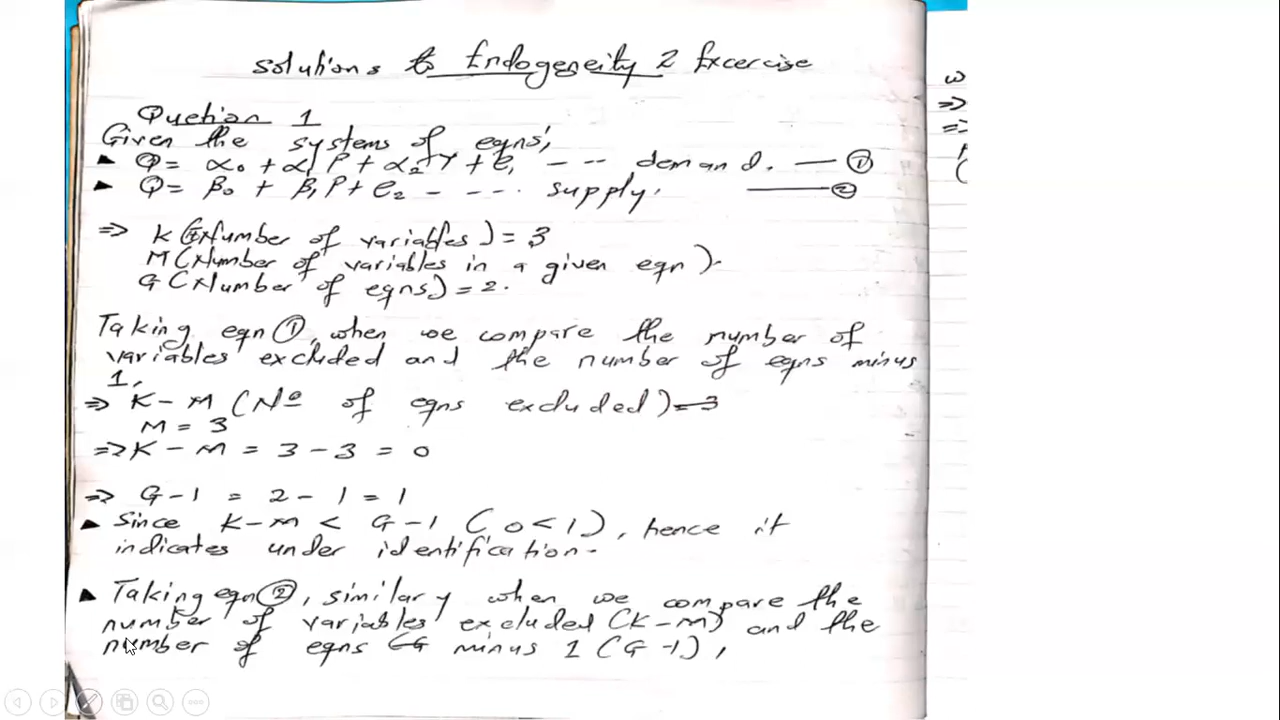 Solutions to Endogeneity 2 Excercise
Quetion 1
Given the systems of eqns;
▸ Q = α₀ + α₁P + α₂Y + e₁ - -- demand. — ①
▸ Q = β₀ + β₁P + e₂ - - - -. supply. — ②
=> K (Number of variables) = 3
M (Number of variables in a given eqn).
G (Number of eqns) = 2.
Taking eqn ①, when we compare the number of
variables excluded and the number of eqns minus
1,
=> K - M (Nº of eqns excluded) = 3
M = 3
=> K - M = 3 - 3 = 0
=> G - 1 = 2 - 1 = 1
▸ Since K - M < G - 1 (0 < 1), hence it
indicates under identification.
▸ Taking eqn ②, similary when we compare the
number of variables excluded (K - M) and the
number of eqns G minus 1 (G - 1),
w
=>
=>